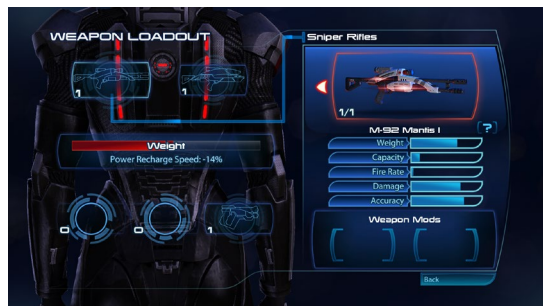 WEAPON LOADOUT
1
1
Weight
Power Recharge Speed: -14%
0
0
1
Sniper Rifles
1/1
M-92 Mantis I
?
Weight
Capacity
Fire Rate
Damage
Accuracy
Weapon Mods
Back